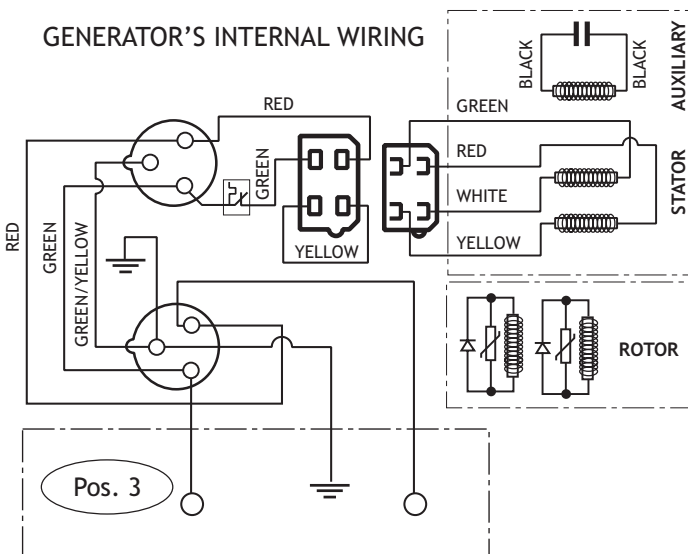 GENERATOR'S INTERNAL WIRING
BLACK
BLACK
AUXILIARY
RED
GREEN
RED
GREEN
STATOR
WHITE
YELLOW
YELLOW
RED
GREEN
GREEN/YELLOW
ROTOR
Pos. 3